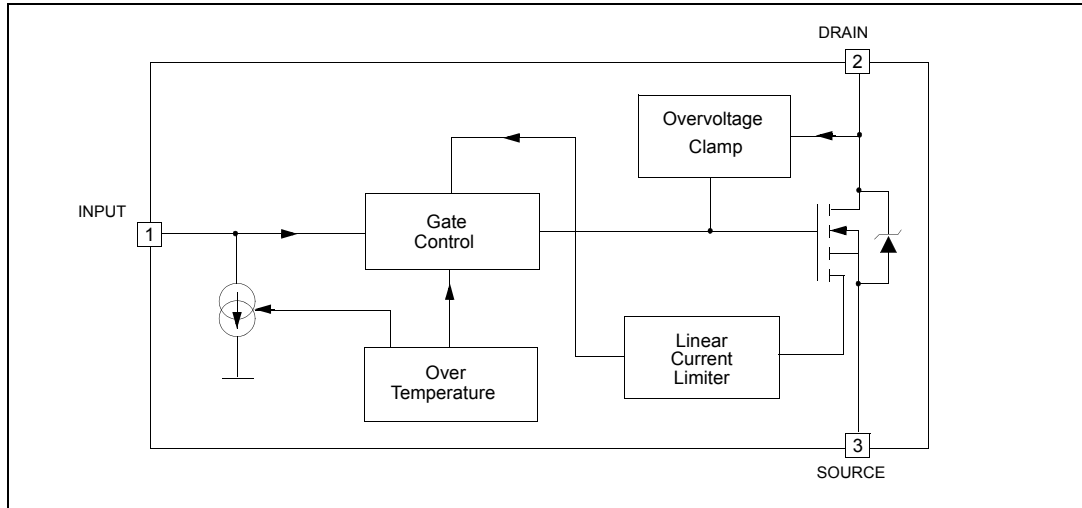 DRAIN
2
Overvoltage
Clamp
INPUT
1
Gate
Control
Linear
Current
Limiter
Over
Temperature
3
SOURCE